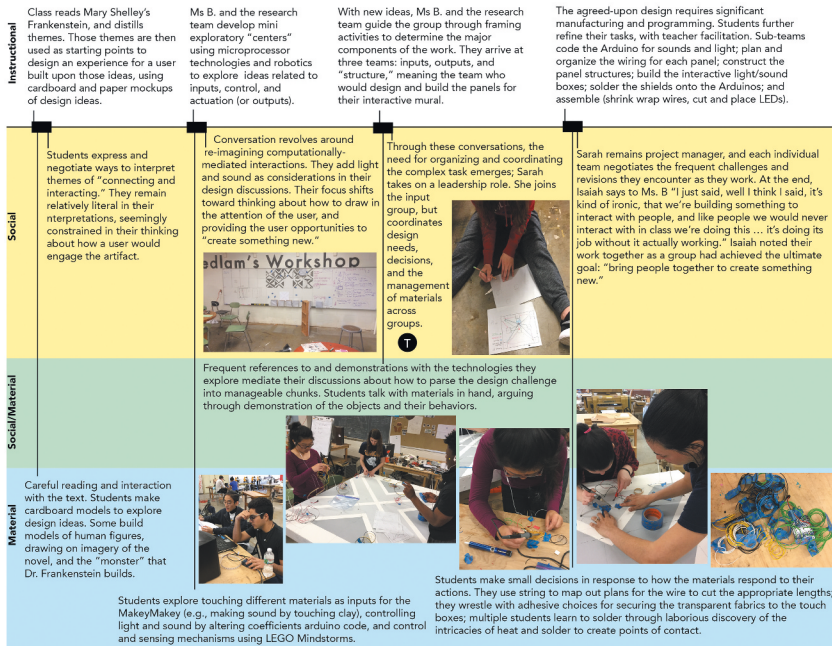 Instructional
Class reads Mary Shelley's
Frankenstein, and distills
themes. Those themes are then
used as starting points to
design an experience for a user
built upon those ideas, using
cardboard and paper mockups
of design ideas.
Ms B. and the research
team develop mini
exploratory "centers"
using microprocessor
technologies and robotics
to explore ideas related to
inputs, control, and
actuation (or outputs).
With new ideas, Ms B. and the research
team guide the group through framing
activities to determine the major
components of the work. They arrive at
three teams: inputs, outputs, and
"structure," meaning the team who
would design and build the panels for
their interactive mural.
The agreed-upon design requires significant
manufacturing and programming. Students further
refine their tasks, with teacher facilitation. Sub-teams
code the Arduino for sounds and light; plan and
organize the wiring for each panel; construct the
panel structures; build the interactive light/sound
boxes; solder the shields onto the Arduinos; and
assemble (shrink wrap wires, cut and place LEDs).
Social
Students express and
negotiate ways to interpret
themes of "connecting and
interacting." They remain
relatively literal in their
nterpretations, seemingly
constrained in their thinking
about how a user would
engage the artifact.
Conversation revolves around
re-imagining computationally-
mediated interactions. They add light
and sound as considerations in their
design discussions. Their focus shifts
toward thinking about how to draw in
the attention of the user, and
providing the user opportunities to
"create something new."
edlam's Workshop
Through these conversations, the
need for organizing and coordinating
the complex task emerges; Sarah
takes on a leadership role. She joins
the input
group, but
coordinates
design
needs,
decisions,
and the
management
of materials
across
groups.
T
Sarah remains project manager, and each individual
team negotiates the frequent challenges and
revisions they encounter as they work. At the end,
Isaiah says to Ms. B "I just said, well I think I said, it's
kind of ironic, that we're building something to
interact with people, and like people we would never
interact with in class we're doing this ... it's doing its
job without it actually working." Isaiah noted their
work together as a group had achieved the ultimate
goal: "bring people together to create something
new."
Social/Material
Frequent references to and demonstrations with the technologies they
explore mediate their discussions about how to parse the design challenge
into manageable chunks. Students talk with materials in hand, arguing
through demonstration of the objects and their behaviors.
Material
Careful reading and interaction
with the text. Students make
cardboard models to explore
design ideas. Some build
models of human figures,
drawing on imagery of the
novel, and the "monster" that
Dr. Frankenstein builds.
Students explore touching different materials as inputs for the
MakeyMakey (e.g., making sound by touching clay), controlling
light and sound by altering coefficients arduino code, and control
and sensing mechanisms using LEGO Mindstorms.
Students make small decisions in response to how the materials respond to their
actions. They use string to map out plans for the wire to cut the appropriate lengths;
they wrestle with adhesive choices for securing the transparent fabrics to the touch
boxes; multiple students learn to solder through laborious discovery of the
intricacies of heat and solder to create points of contact.